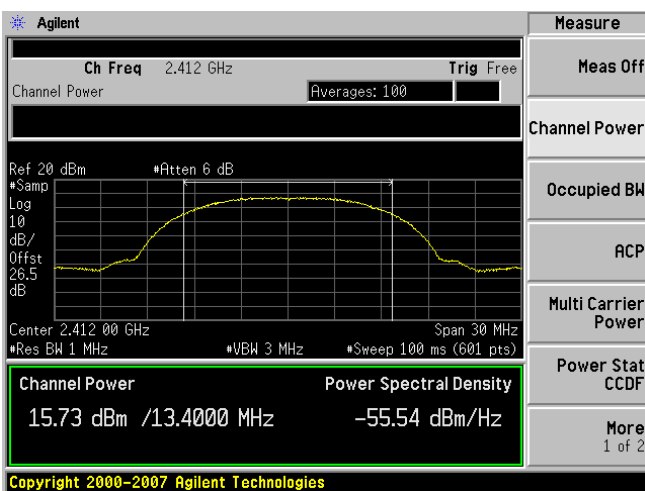 Agilent
Measure
Ch Freq 2.412 GHz Trig Free
Meas Off
Channel Power Averages: 100
Channel Power
Ref 20 dBm #Atten 6 dB
#Samp
Log
10
dB/
Offst
26.5
dB
Occupied BW
ACP
Multi Carrier
Power
Center 2.412 00 GHz Span 30 MHz
#Res BW 1 MHz #VBW 3 MHz #Sweep 100 ms (601 pts)
Power Stat
CCDF
Channel Power Power Spectral Density
15.73 dBm /13.4000 MHz -55.54 dBm/Hz
More
1 of 2
Copyright 2000-2007 Agilent Technologies